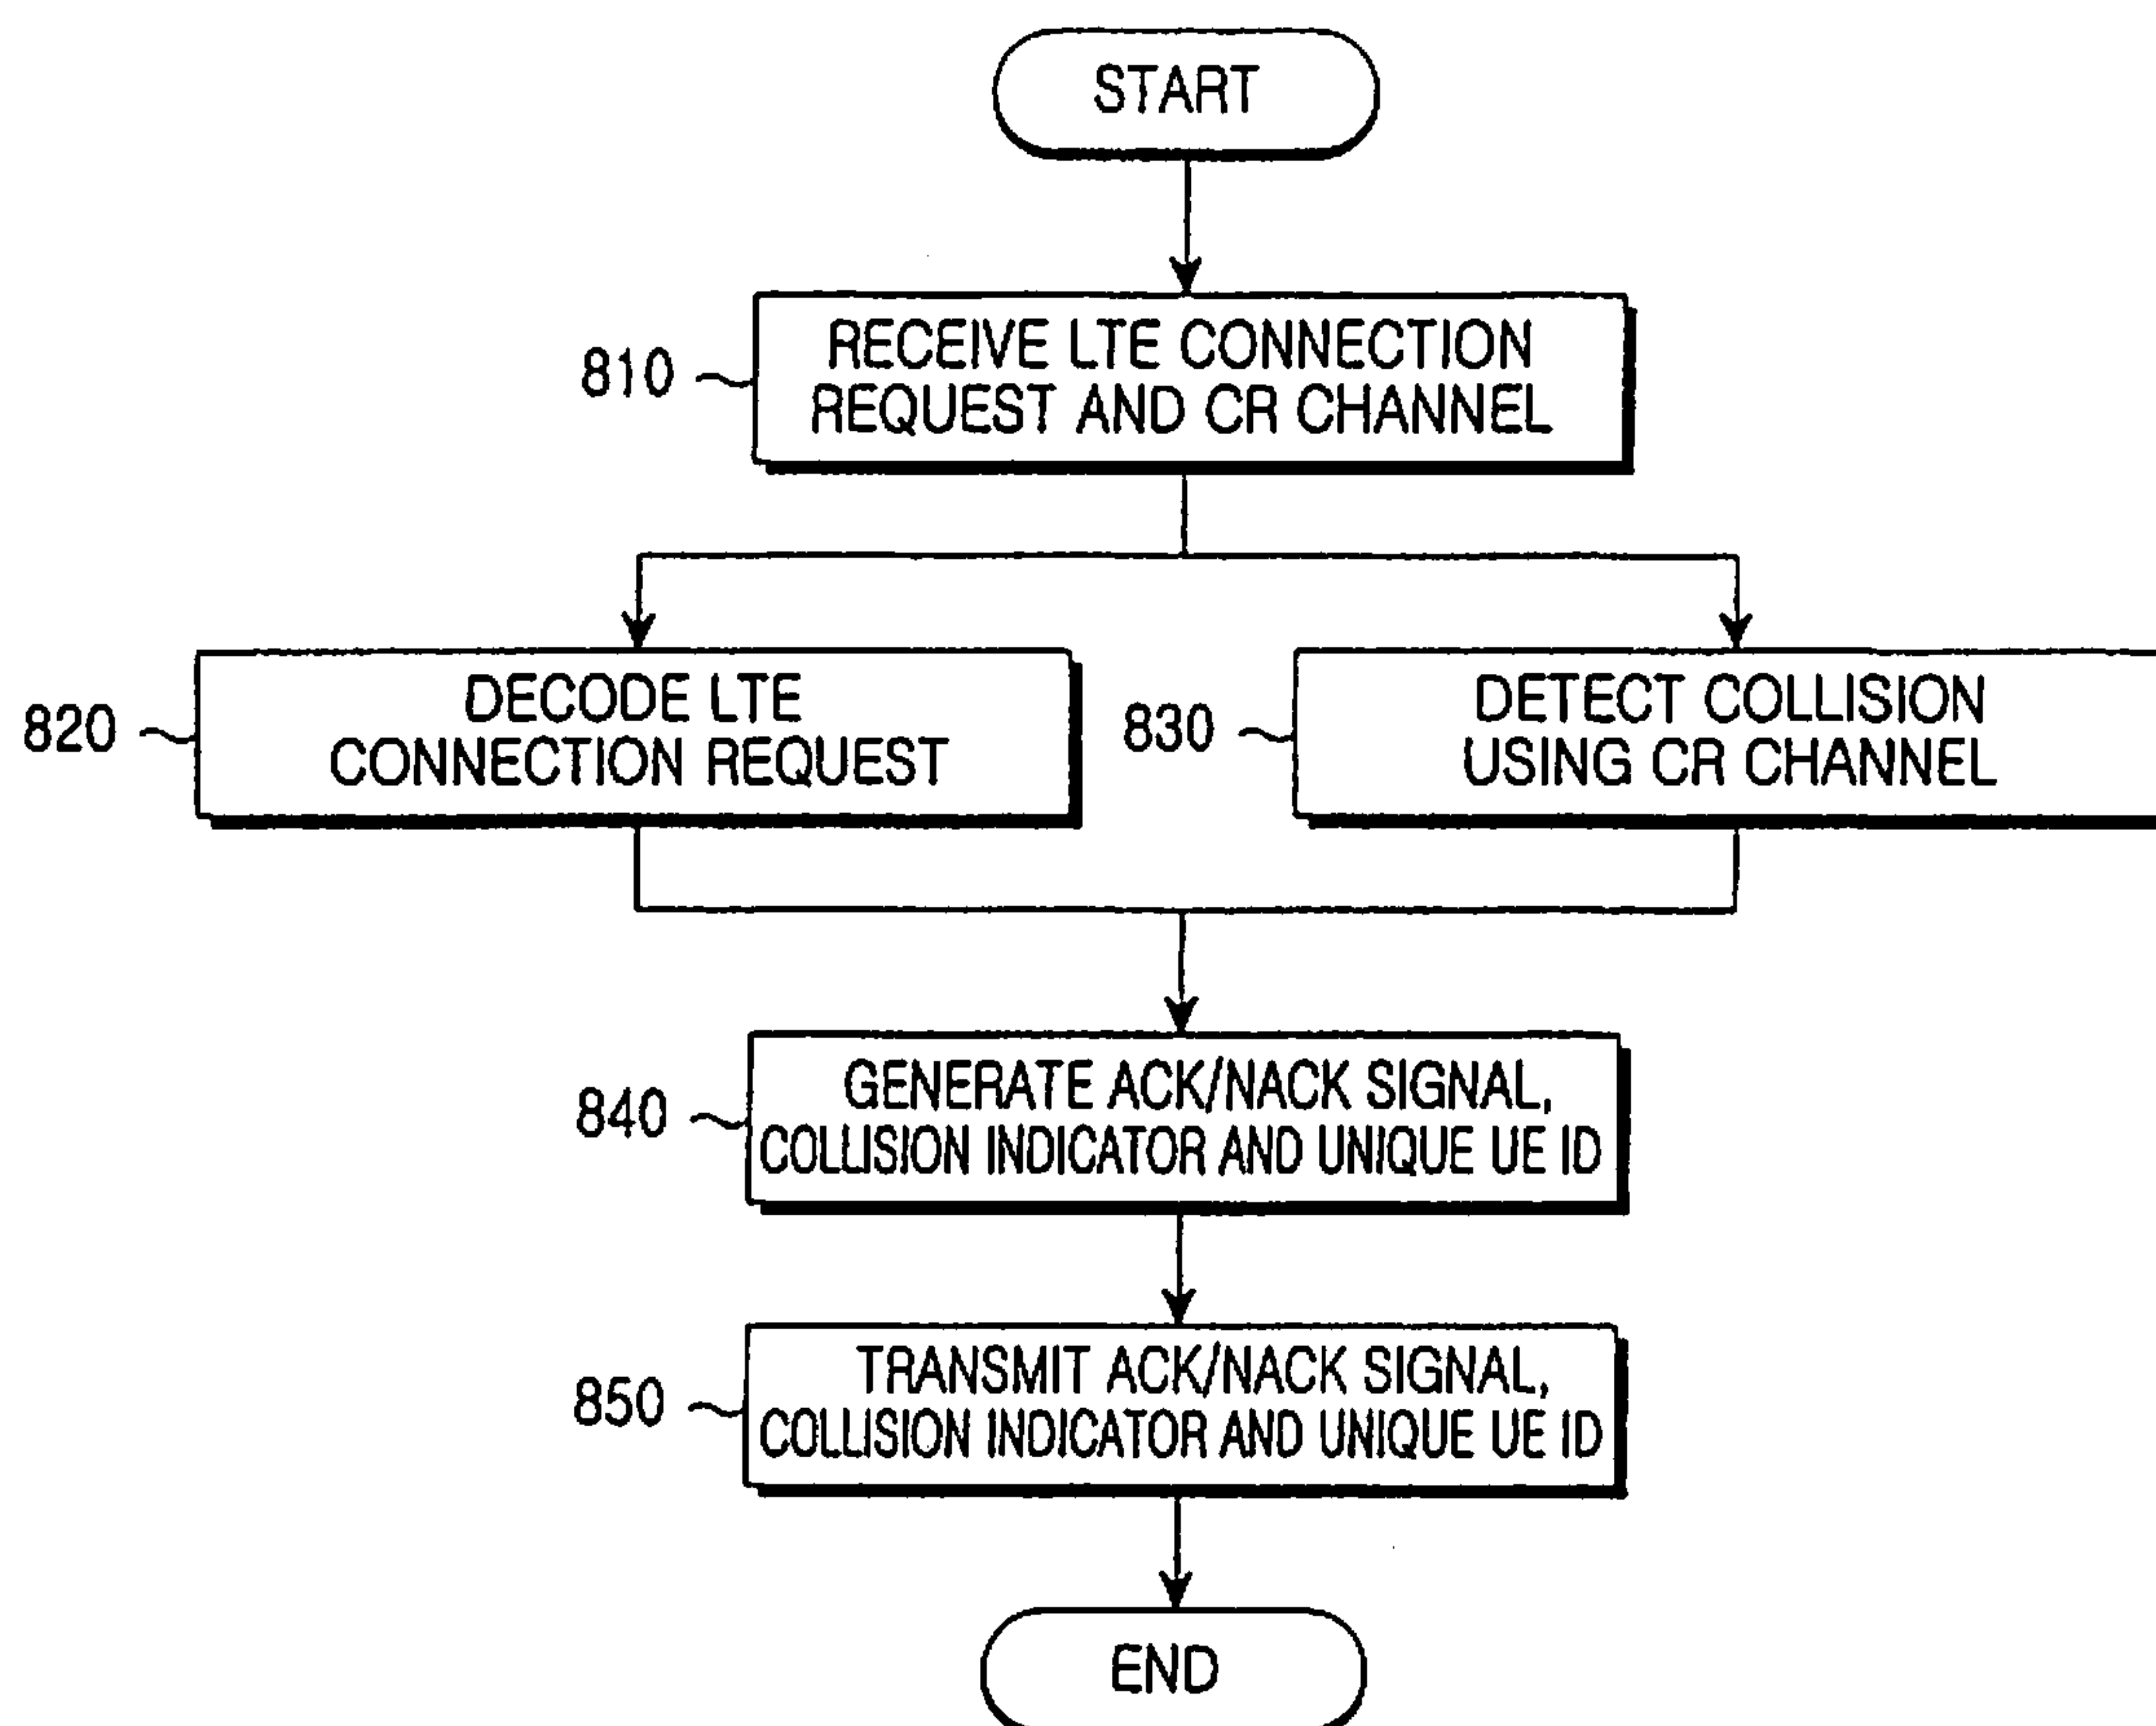 START
810
RECEIVE LTE CONNECTION
REQUEST AND CR CHANNEL
820
DECODE LTE
CONNECTION REQUEST
830
DETECT COLLISION
USING CR CHANNEL
840
GENERATE ACK/NACK SIGNAL,
COLLISION INDICATOR AND UNIQUE UE ID
850
TRANSMIT ACK/NACK SIGNAL,
COLLISION INDICATOR AND UNIQUE UE ID
END